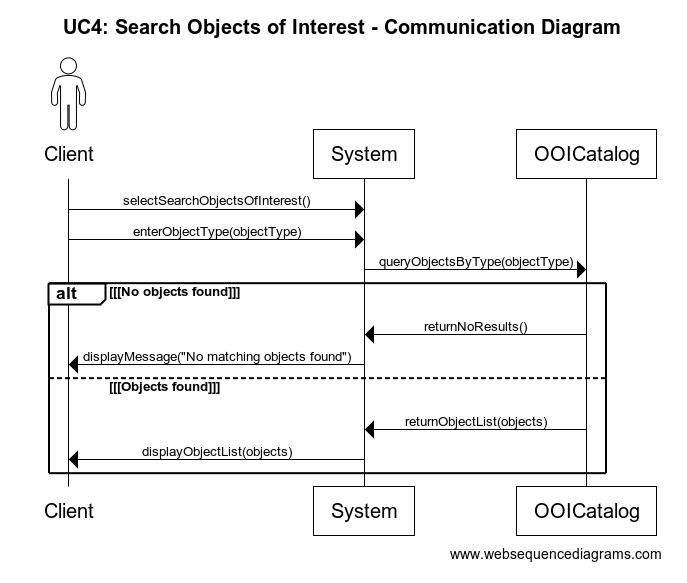 UC4: Search Objects of Interest - Communication Diagram
Client
System
OOICatalog
selectSearchObjectsOfInterest()
enterObjectType(objectType)
queryObjectsByType(objectType)
alt
[[[No objects found]]]
returnNoResults()
displayMessage("No matching objects found")
[[[Objects found]]]
returnObjectList(objects)
displayObjectList(objects)
Client
System
OOICatalog
www.websequencediagrams.com